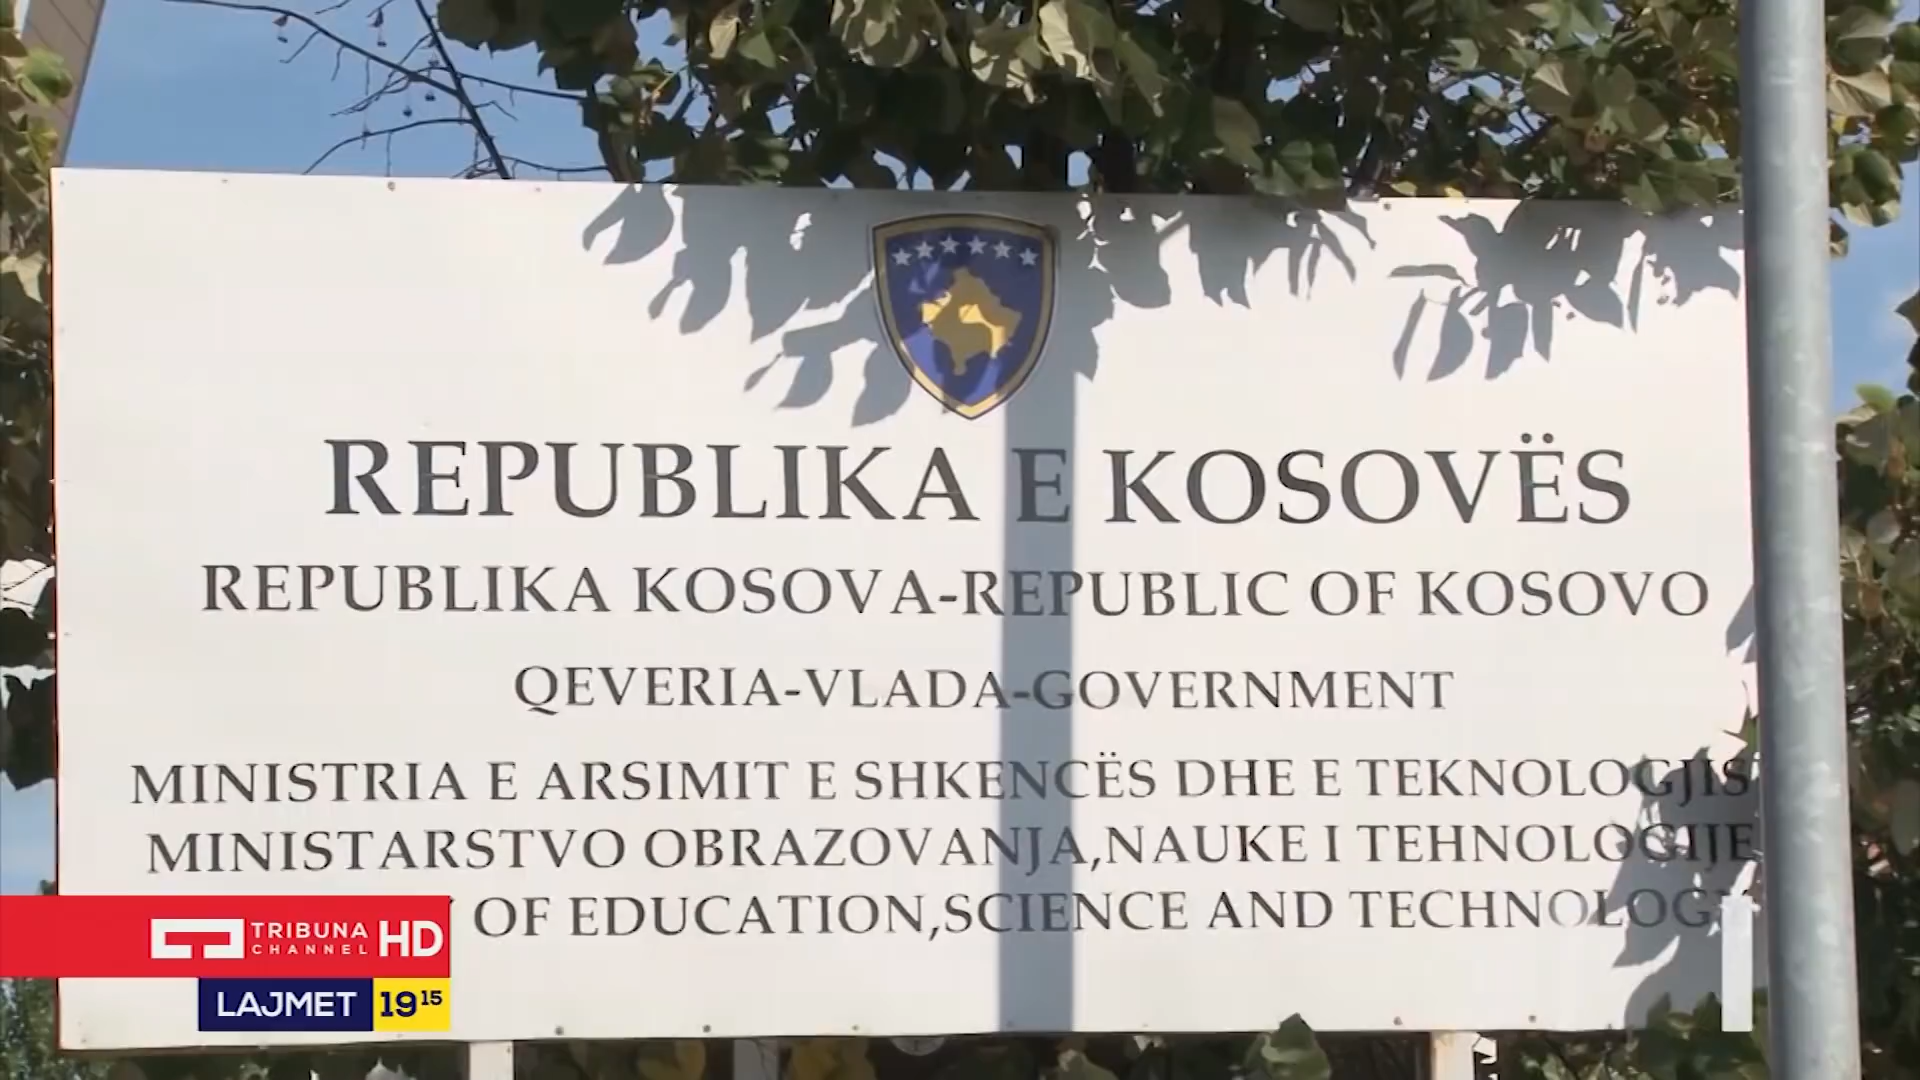 REPUBLIKA E KOSOVËS
REPUBLIKA KOSOVA-REPUBLIC OF KOSOVO
QEVERIA-VLADA-GOVERNMENT
MINISTRIA E ARSIMIT E SHKENCËS DHE E TEKNOLOGJIS
MINISTARSTVO OBRAZOVANJA,NAUKE I TEHNOLOGIJE
OF EDUCATION,SCIENCE AND TECHNOLOGY
TRIBUNA
CHANNEL
HD
LAJMET 19 15